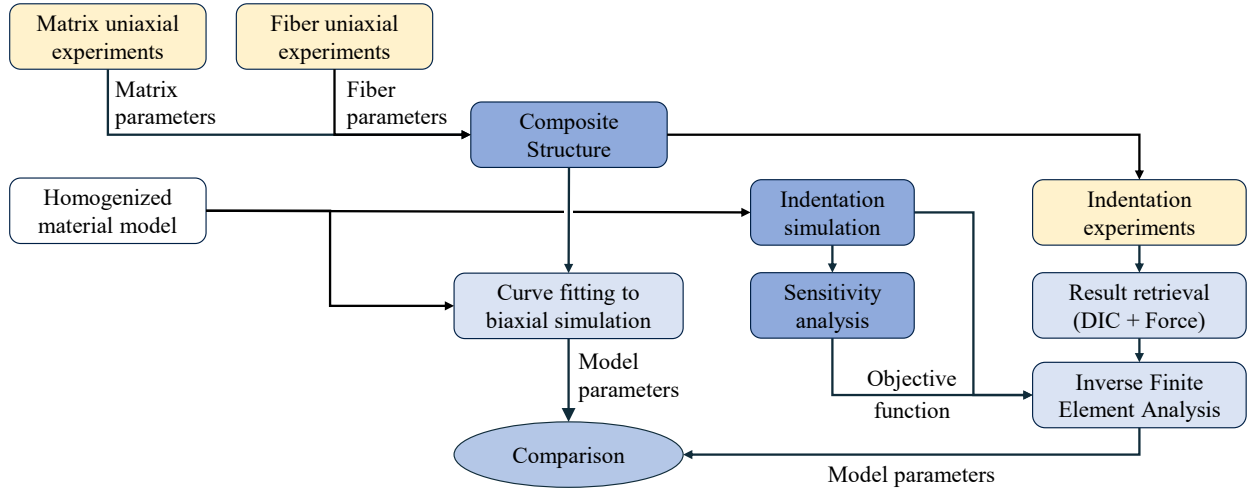 Matrix uniaxial
experiments
Fiber uniaxial
experiments
Matrix
parameters
Fiber
parameters
Composite
Structure
Homogenized
material model
Indentation
simulation
Indentation
experiments
Curve fitting to
biaxial simulation
Sensitivity
analysis
Result retrieval
(DIC + Force)
Model
parameters
Objective
function
Inverse Finite
Element Analysis
Comparison
Model parameters